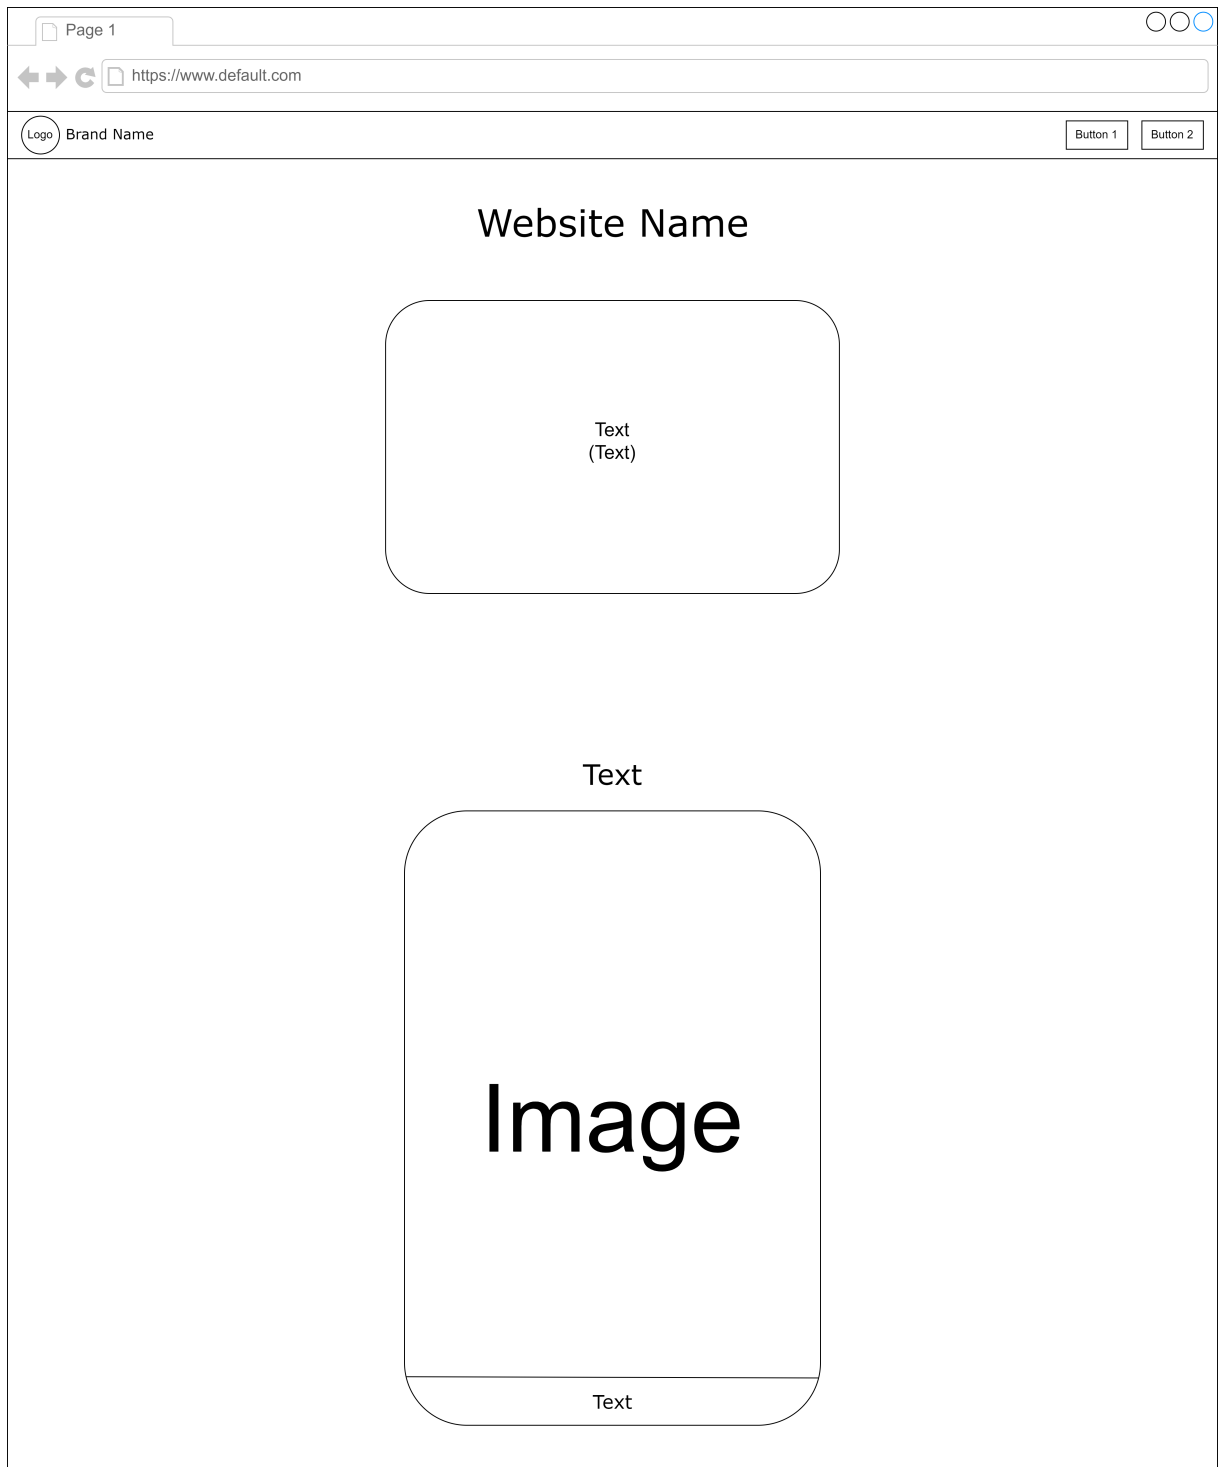 Page 1
https://www.default.com
Logo Brand Name Button 1 Button 2
Website Name
Text
(Text)
Text
Image
Text